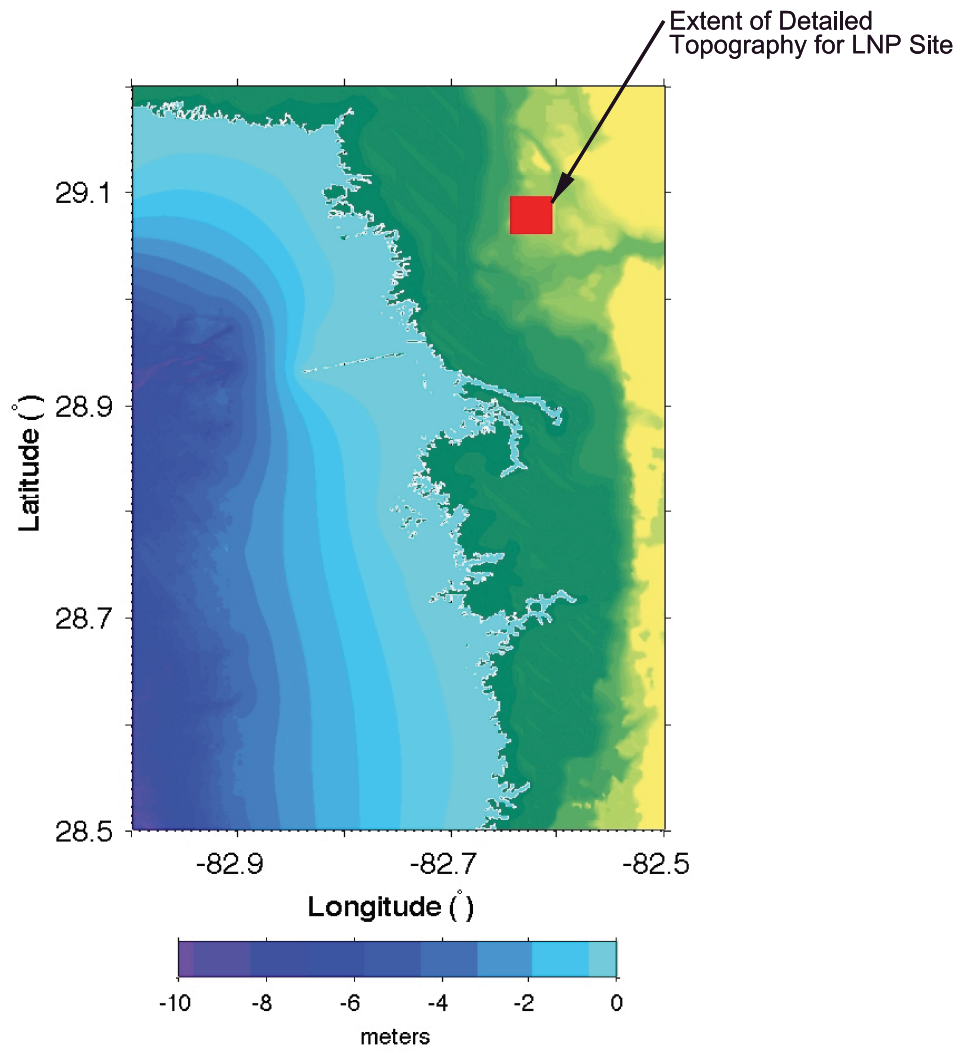 Extent of Detailed
Topography for LNP Site
29.1
28.9
28.7
28.5
Latitude (°)
-82.9 -82.7 -82.5
Longitude (°)
-10 -8 -6 -4 -2 0
meters